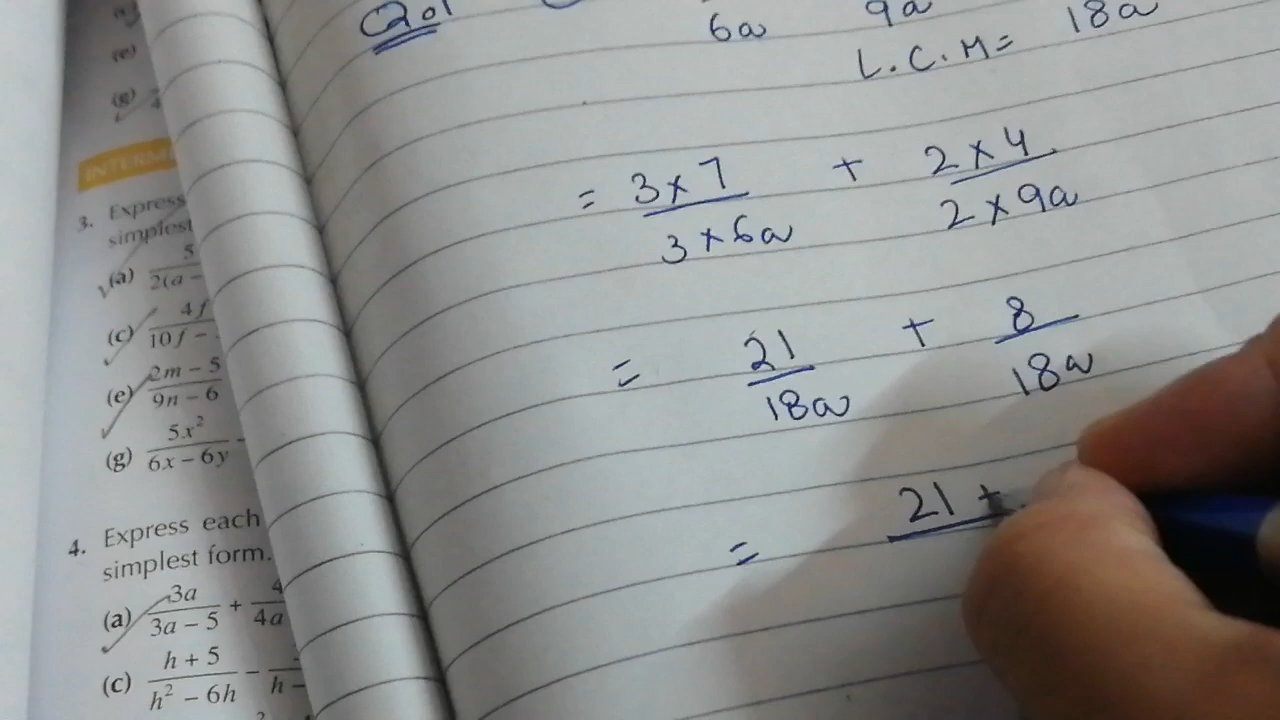 (e)
(g)
INTERM
3. Express
simplest
(a) 5
2(a -
(c) 4f
10f -
(e) 2m - 5
9n - 6
(g) 5x² -
6x - 6y
4. Express each
simplest form.
(a) 3a + 4
3a - 5 4a
(c) h + 5 -
h² - 6h h -
Q01
6a 9a
L.C.M = 18a
= 3 × 7 + 2 × 4
3 × 6a 2 × 9a
= 21 + 8
18a 18a
= 21 +